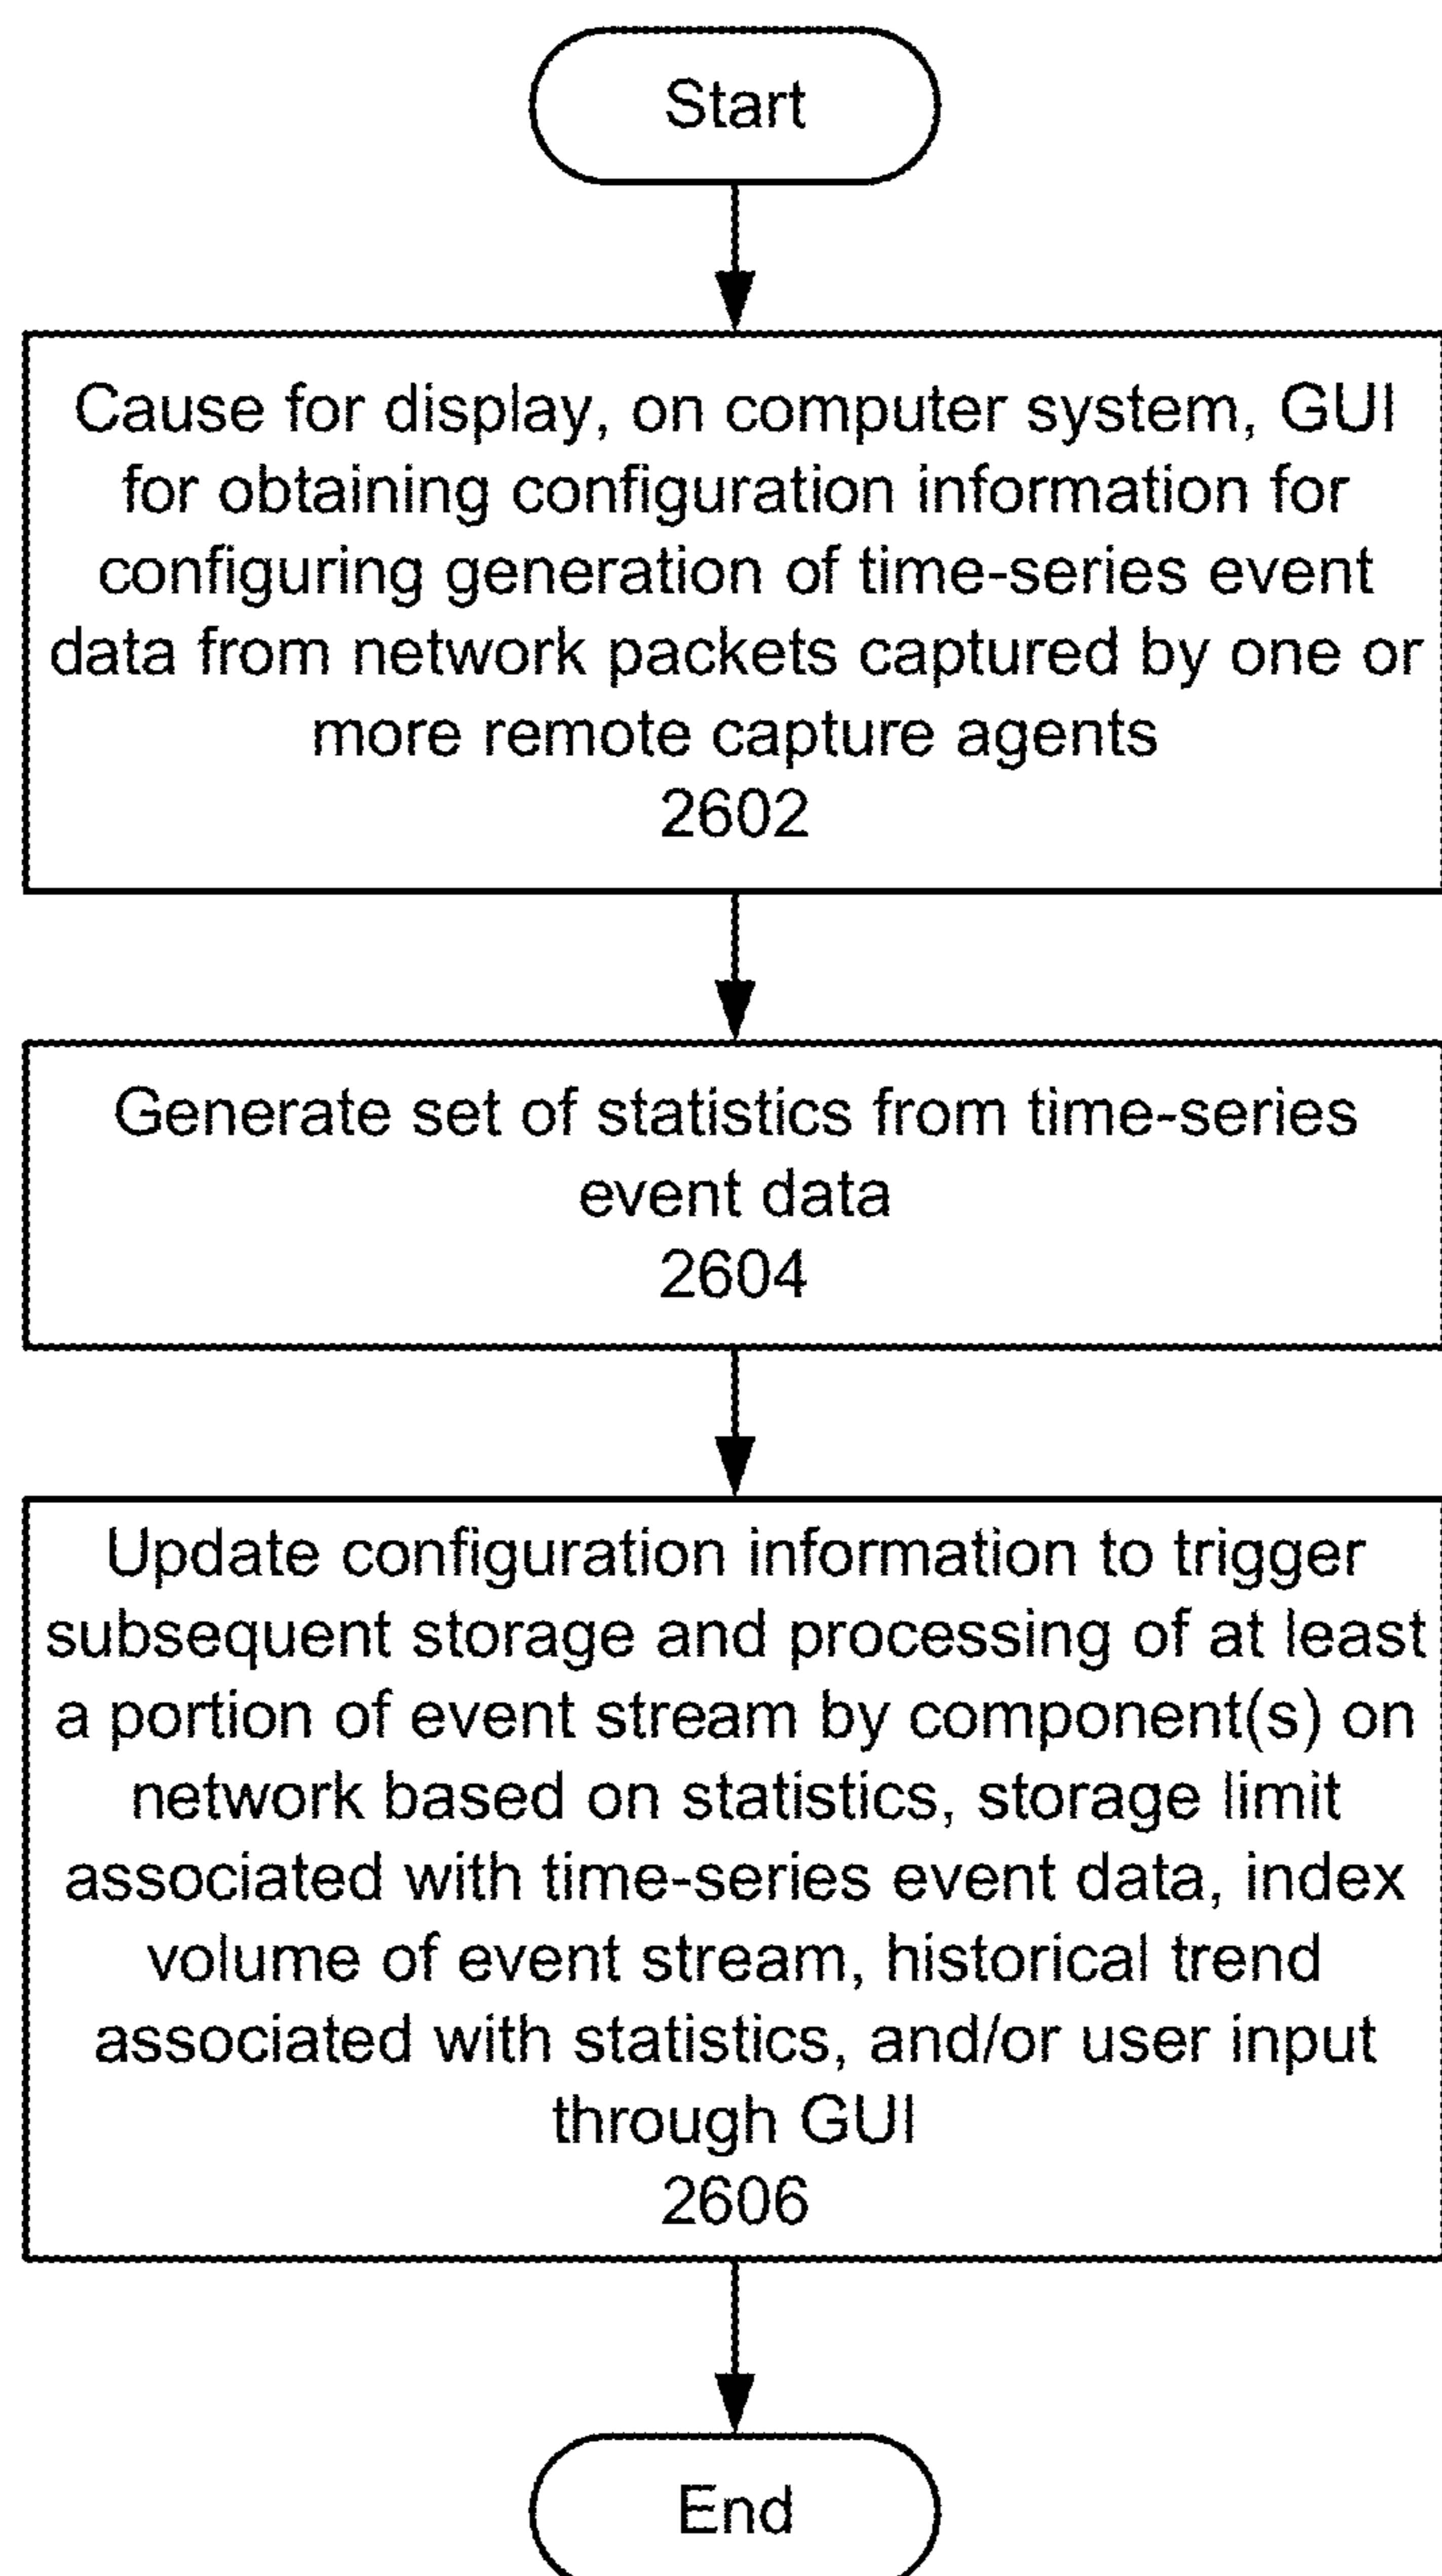 Start
Cause for display, on computer system, GUI
for obtaining configuration information for
configuring generation of time-series event
data from network packets captured by one or
more remote capture agents
2602
Generate set of statistics from time-series
event data
2604
Update configuration information to trigger
subsequent storage and processing of at least
a portion of event stream by component(s) on
network based on statistics, storage limit
associated with time-series event data, index
volume of event stream, historical trend
associated with statistics, and/or user input
through GUI
2606
End